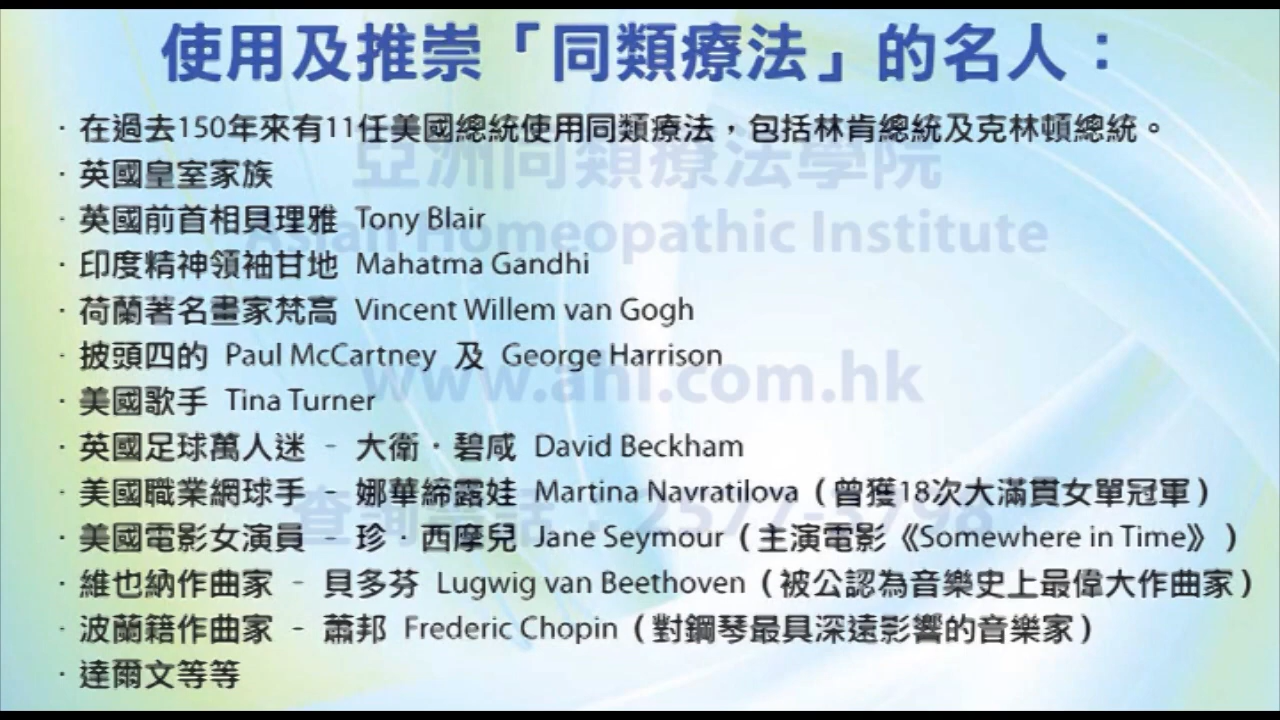 使用及推崇「同類療法」的名人：
· 在過去150年來有11任美國總統使用同類療法，包括林肯總統及克林頓總統。
亞洲同類療法學院
· 英國皇室家族
· 英國前首相貝理雅 Tony Blair
Asian Homeopathic Institute
· 印度精神領袖甘地 Mahatma Gandhi
· 荷蘭著名畫家梵高 Vincent Willem van Gogh
· 披頭四的 Paul McCartney 及 George Harrison
www.ahi.com.hk
· 美國歌手 Tina Turner
· 英國足球萬人迷 – 大衛·碧咸 David Beckham
· 美國職業網球手 – 娜華締露娃 Martina Navratilova（曾獲18次大滿貫女單冠軍）
查詢電話：2577-3798
· 美國電影女演員 – 珍·西摩兒 Jane Seymour（主演電影《Somewhere in Time》）
· 維也納作曲家 – 貝多芬 Lugwig van Beethoven（被公認為音樂史上最偉大作曲家）
· 波蘭籍作曲家 – 蕭邦 Frederic Chopin（對鋼琴最具深遠影響的音樂家）
· 達爾文等等